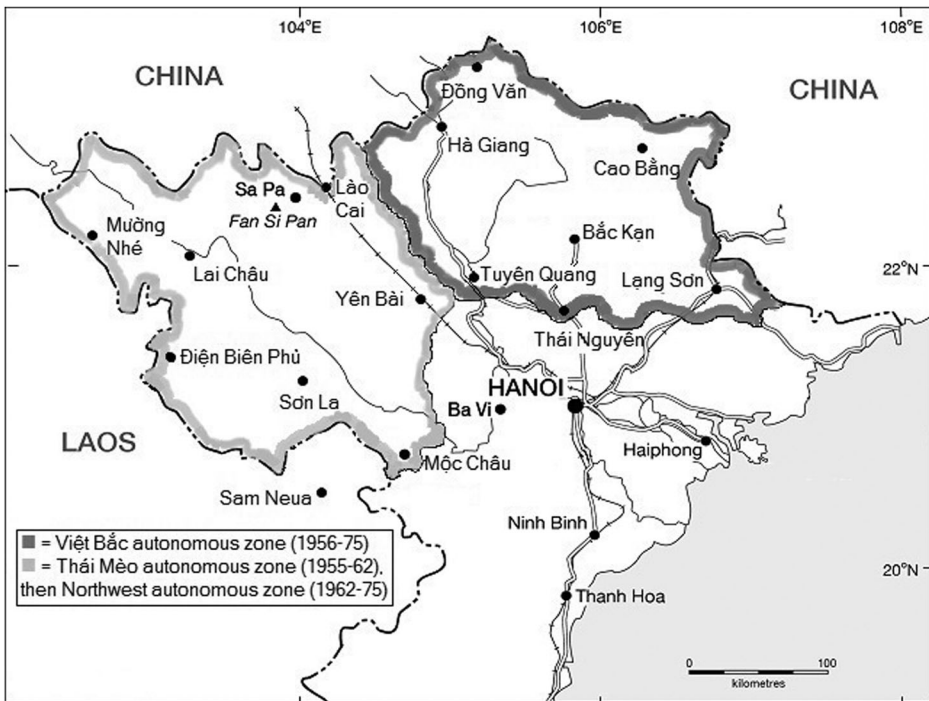 104°E
106°E
108°E
CHINA
CHINA
Đồng Văn
Hà Giang
Cao Bằng
Sa Pa
Lào
Cai
Fan Si Pan
Mường
Nhé
Bắc Kạn
Lai Châu
Tuyên Quang
Lạng Sơn
22°N
Yên Bài
Thái Nguyên
Điện Biên Phủ
HANOI
Sơn La
Ba Vi
LAOS
Haiphong
Mộc Châu
Sam Neua
Ninh Binh
= Việt Bắc autonomous zone (1956-75)
= Thái Mèo autonomous zone (1955-62),
then Northwest autonomous zone (1962-75)
20°N
Thanh Hoa
0 100
kilometres